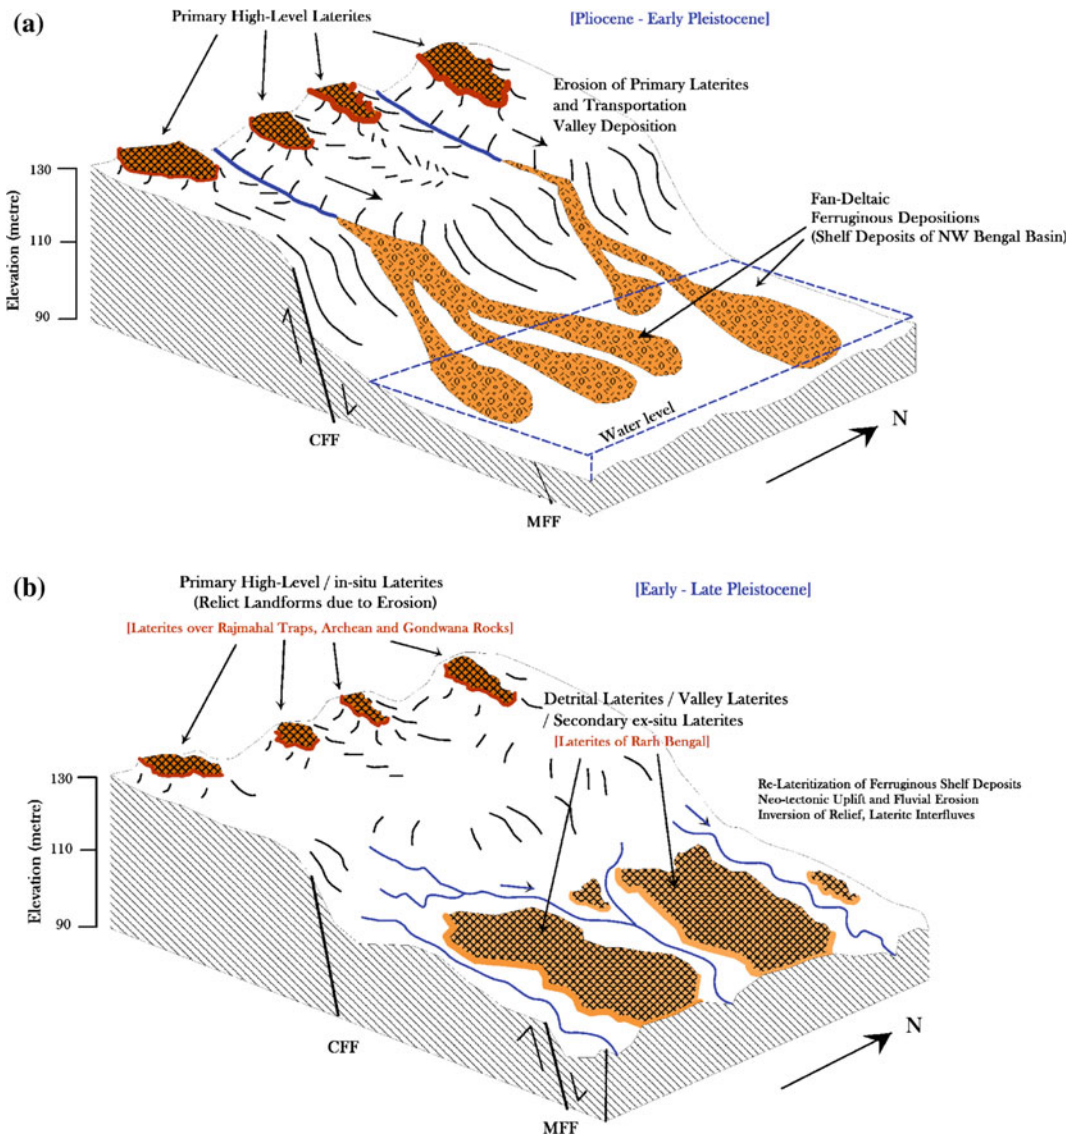 (a)
Primary High-Level Laterites
[Pliocene - Early Pleistocene]
Erosion of Primary Laterites
and Transportation
Valley Deposition
Fan-Deltaic
Ferruginous Depositions
(Shelf Deposits of NW Bengal Basin)
Elevation (metre)
130
110
90
CFF
MFF
Water level
N
(b)
Primary High-Level / in-situ Laterites
(Relict Landforms due to Erosion)
[Laterites over Rajmahal Traps, Archean and Gondwana Rocks]
[Early - Late Pleistocene]
Detrital Laterites / Valley Laterites
/ Secondary ex-situ Laterites
[Laterites of Rarh Bengal]
Re-Lateritization of Ferruginous Shelf Deposits
Neo-tectonic Uplift and Fluvial Erosion
Inversion of Relief, Lateritc Interfluves
Elevation (metre)
130
110
90
CFF
MFF
N